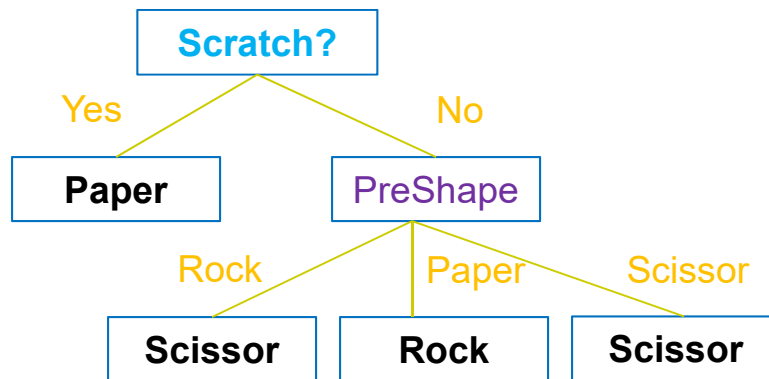 Scratch?
Yes
No
Paper
PreShape
Rock
Paper
Scissor
Scissor
Rock
Scissor